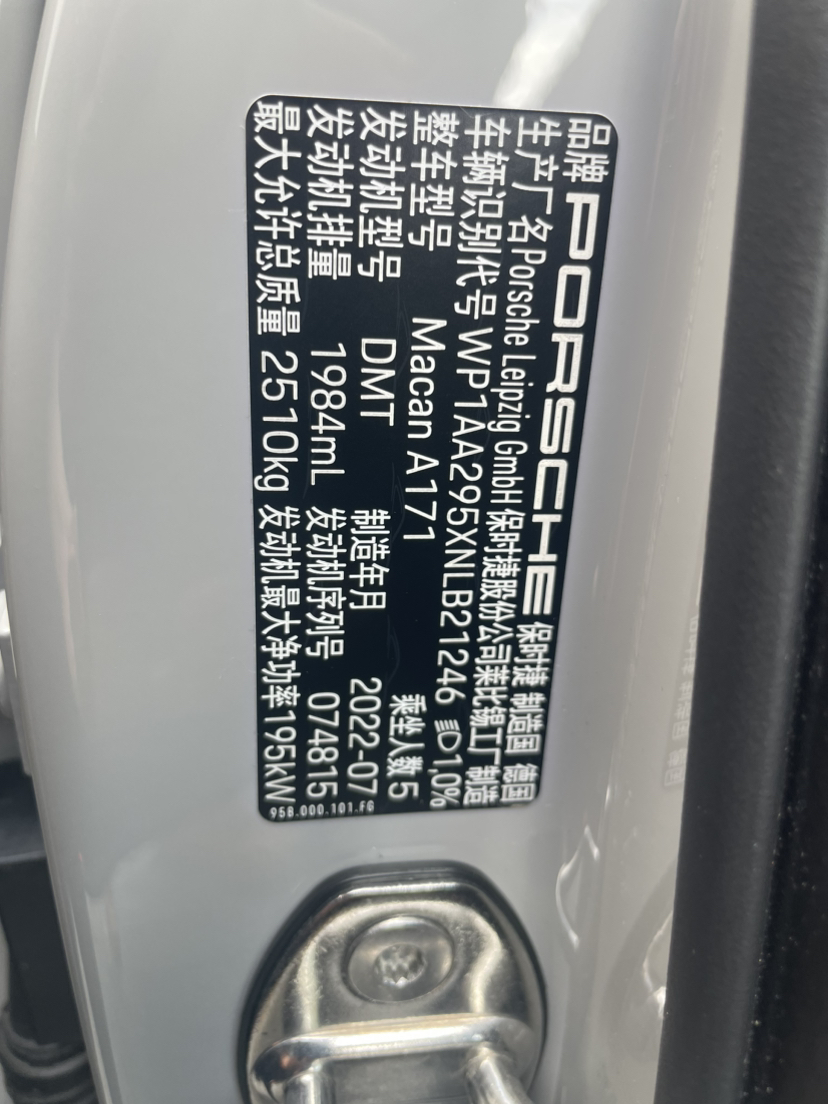 品牌 PORSCHE 保时捷 制造国 德国
生产厂名 Porsche Leipzig GmbH 保时捷股份公司莱比锡工厂制造
车辆识别代号 WP1AA295XNLB21246 1,0%
整车型号 Macan A171 乘坐人数 5
发动机型号 DMT 制造年月 2022-07
发动机排量 1984mL 发动机序列号 074815
最大允许总质量 2510kg 发动机最大净功率 195kW
95B.000.101.FG